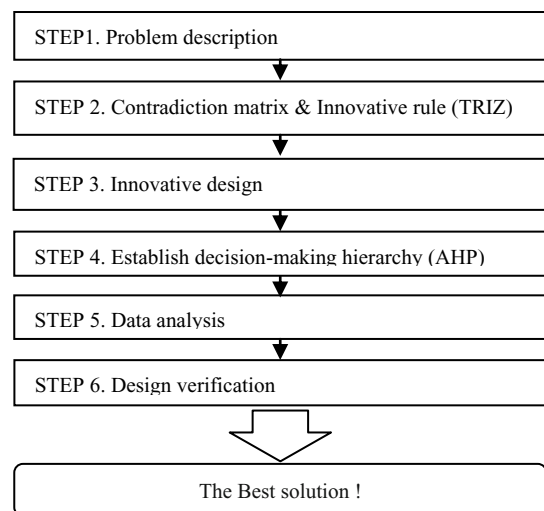 STEP1. Problem description
STEP 2. Contradiction matrix & Innovative rule (TRIZ)
STEP 3. Innovative design
STEP 4. Establish decision-making hierarchy (AHP)
STEP 5. Data analysis
STEP 6. Design verification
The Best solution !